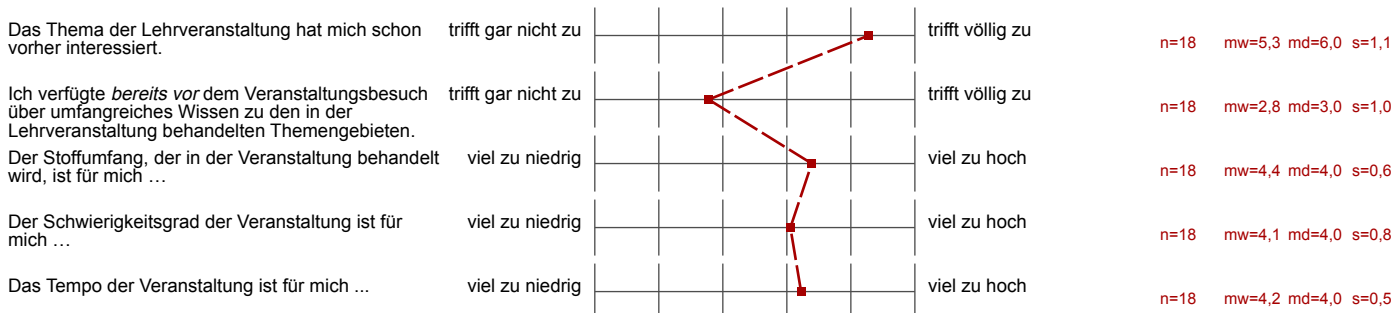 Das Thema der Lehrveranstaltung hat mich schon
vorher interessiert.
trifft gar nicht zu
trifft völlig zu
n=18 mw=5,3 md=6,0 s=1,1
Ich verfügte bereits vor dem Veranstaltungsbesuch
über umfangreiches Wissen zu den in der
Lehrveranstaltung behandelten Themengebieten.
trifft gar nicht zu
trifft völlig zu
n=18 mw=2,8 md=3,0 s=1,0
Der Stoffumfang, der in der Veranstaltung behandelt
wird, ist für mich …
viel zu niedrig
viel zu hoch
n=18 mw=4,4 md=4,0 s=0,6
Der Schwierigkeitsgrad der Veranstaltung ist für
mich …
viel zu niedrig
viel zu hoch
n=18 mw=4,1 md=4,0 s=0,8
Das Tempo der Veranstaltung ist für mich ...
viel zu niedrig
viel zu hoch
n=18 mw=4,2 md=4,0 s=0,5